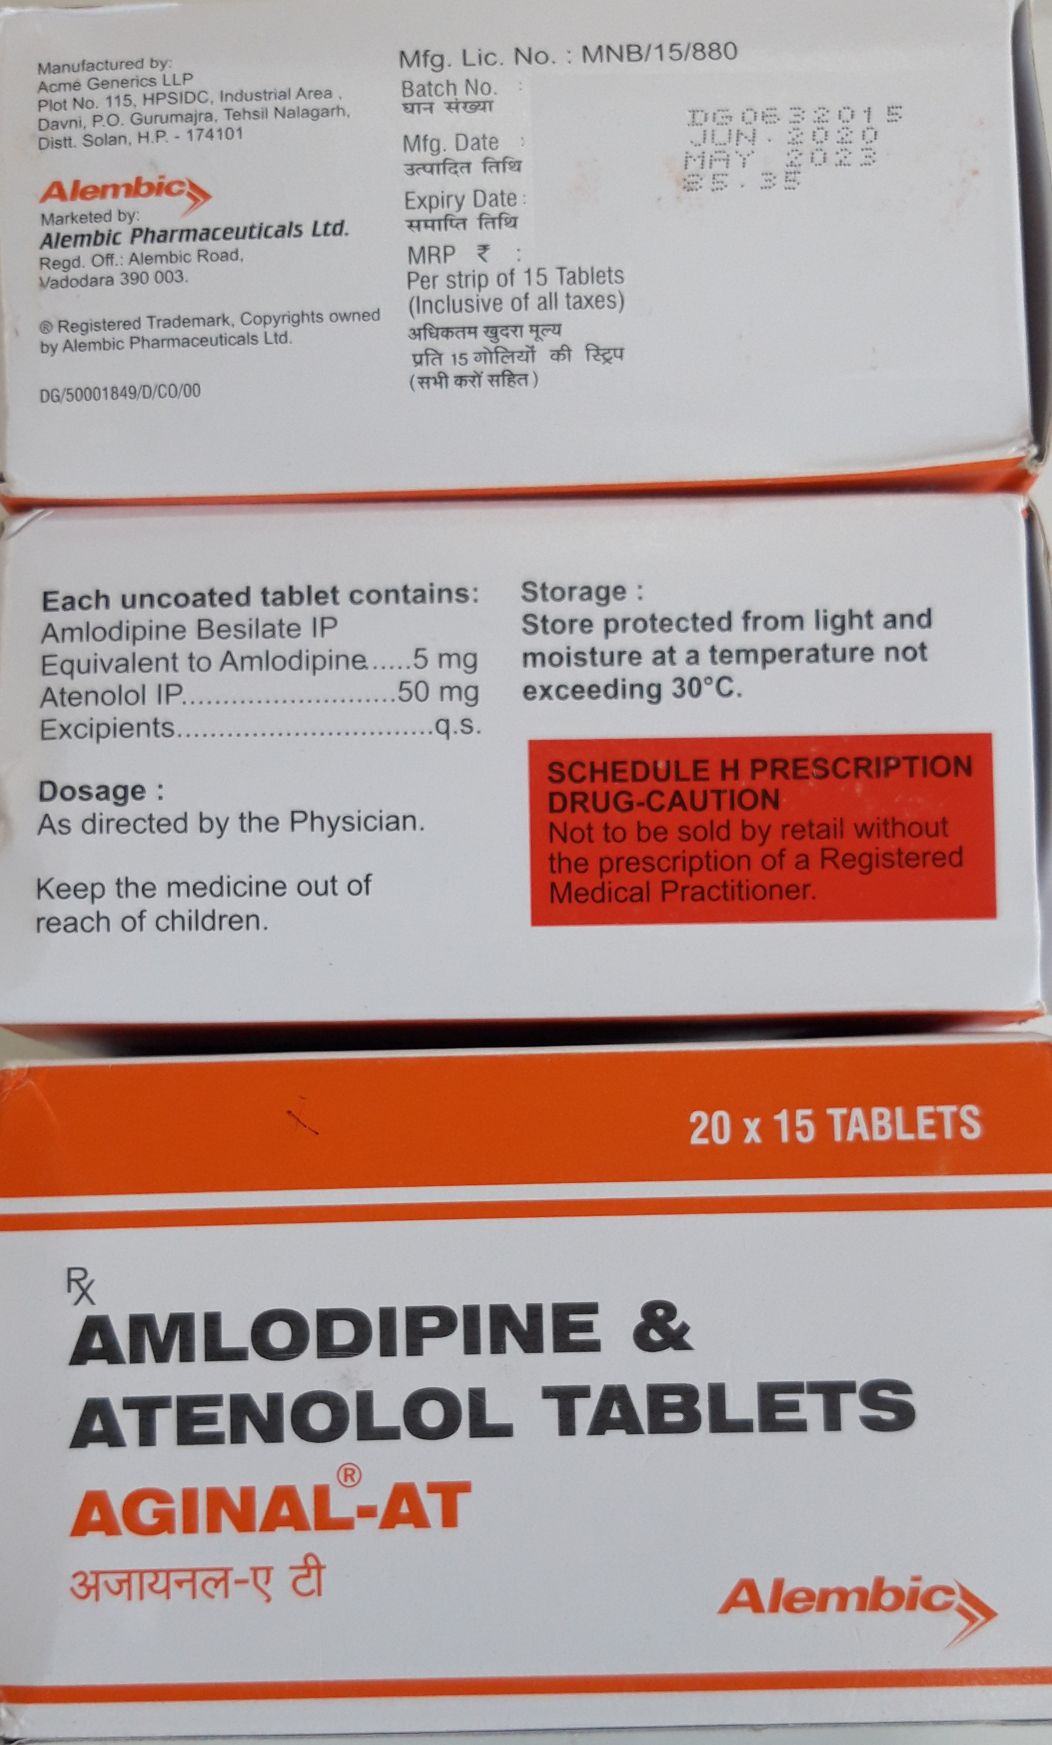 Manufactured by:
Acme Generics LLP
Plot No. 115, HPSIDC, Industrial Area ,
Davni, P.O. Gurumajra, Tehsil Nalagarh,
Distt. Solan, H.P. - 174101
Alembic
Marketed by:
Alembic Pharmaceuticals Ltd.
Regd. Off.: Alembic Road,
Vadodara 390 003.
® Registered Trademark, Copyrights owned
by Alembic Pharmaceuticals Ltd.
DG/50001849/D/CO/00
Mfg. Lic. No. : MNB/15/880
Batch No. :
घान संख्या
Mfg. Date :
उत्पादित तिथि
Expiry Date :
समाप्ति तिथि
MRP ₹ :
Per strip of 15 Tablets
(Inclusive of all taxes)
अधिकतम खुदरा मूल्य
प्रति 15 गोलियों की स्ट्रिप
(सभी करों सहित)
DG0632015
JUN. 2020
MAY 2023
85.35
Each uncoated tablet contains:
Amlodipine Besilate IP
Equivalent to Amlodipine......5 mg
Atenolol IP..........................50 mg
Excipients...............................q.s.
Dosage :
As directed by the Physician.
Keep the medicine out of
reach of children.
Storage :
Store protected from light and
moisture at a temperature not
exceeding 30°C.
SCHEDULE H PRESCRIPTION
DRUG-CAUTION
Not to be sold by retail without
the prescription of a Registered
Medical Practitioner.
20 x 15 TABLETS
Rx
AMLODIPINE &
ATENOLOL TABLETS
AGINAL®-AT
अजायनल-ए टी
Alembic